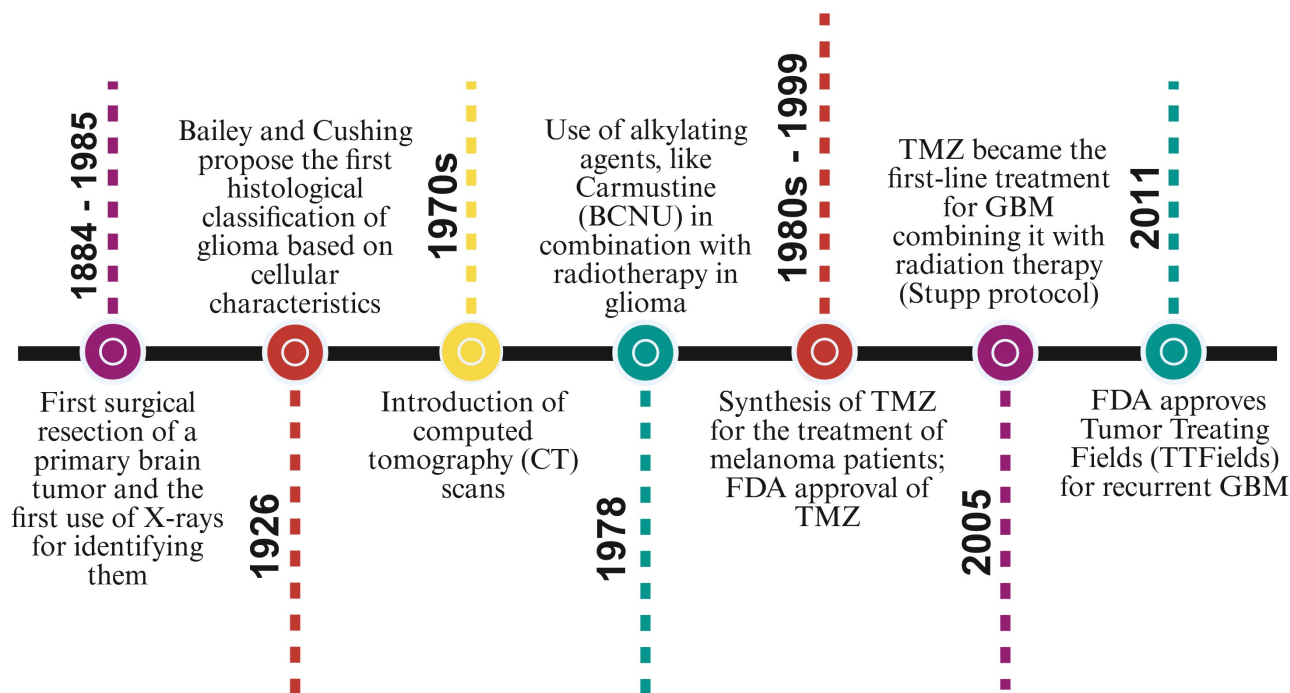 1884 - 1985
First surgical
resection of a
primary brain
tumor and the
first use of X-rays
for identifying
them
1926
Bailey and Cushing
propose the first
histological
classification of
glioma based on
cellular
characteristics
1970s
Introduction of
computed
tomography (CT)
scans
1978
Use of alkylating
agents, like
Carmustine
(BCNU) in
combination with
radiotherapy in
glioma
1980s - 1999
Synthesis of TMZ
for the treatment of
melanoma patients;
FDA approval of
TMZ
2005
TMZ became the
first-line treatment
for GBM
combining it with
radiation therapy
(Stupp protocol)
2011
FDA approves
Tumor Treating
Fields (TTFields)
for recurrent GBM